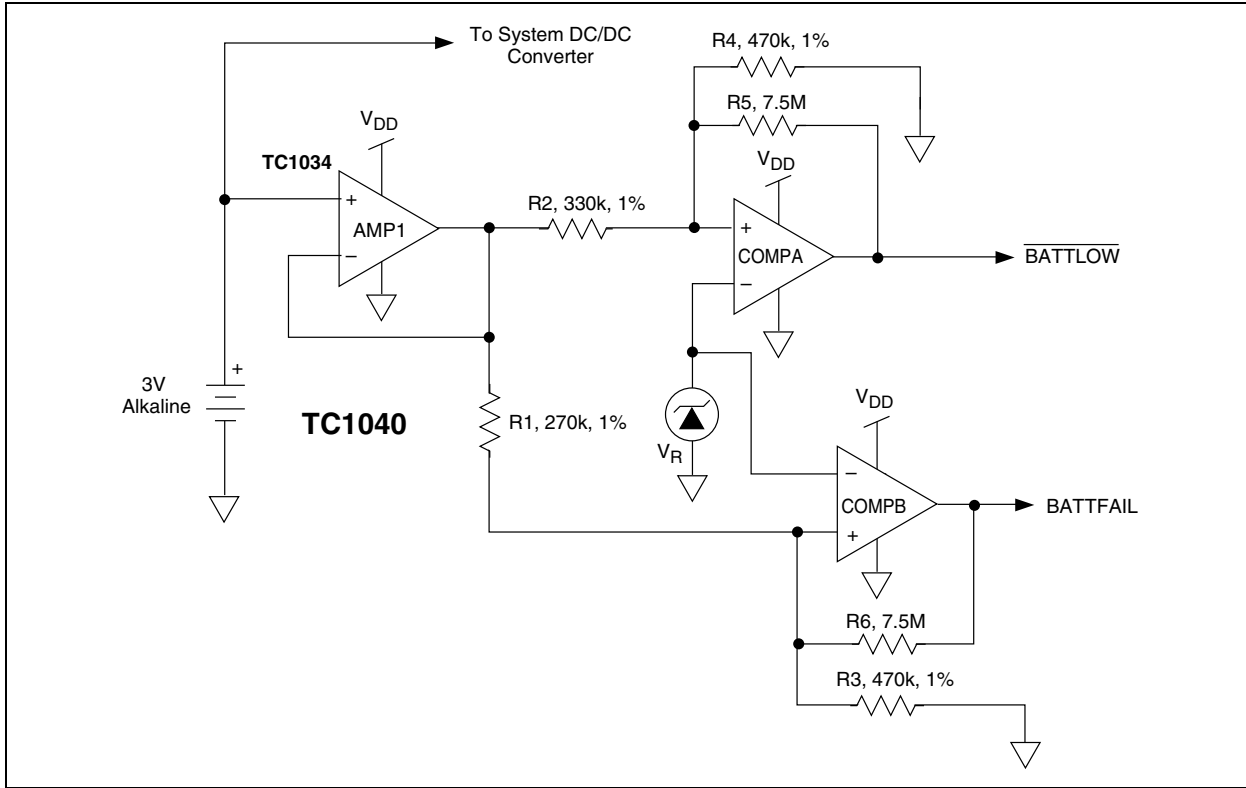 To System DC/DC
Converter
R4, 470k, 1%
R5, 7.5M
VDD
TC1034
VDD
R2, 330k, 1%
+
AMP1
−
+
COMPA
−
BATTLOW
+
3V
Alkaline
TC1040
R1, 270k, 1%
VR
VDD
−
COMPB
+
BATTFAIL
R6, 7.5M
R3, 470k, 1%